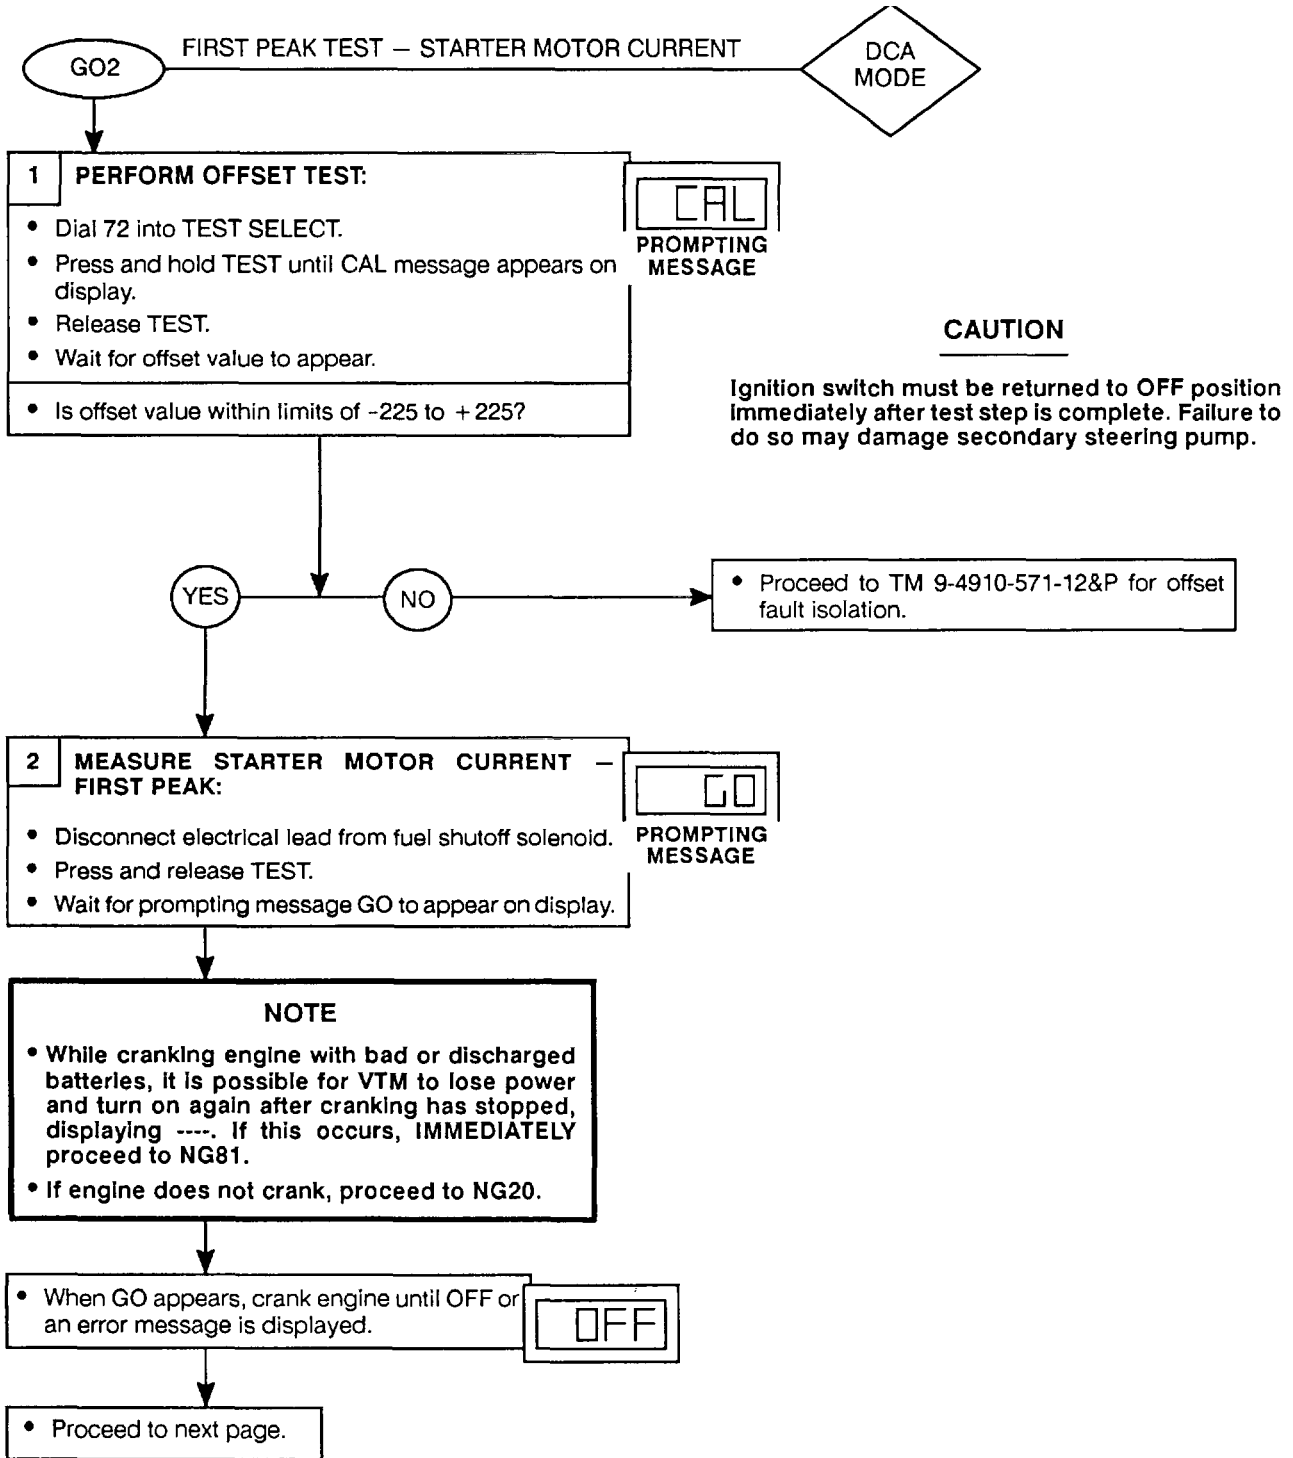 GO2
FIRST PEAK TEST — STARTER MOTOR CURRENT
DCA
MODE
1
PERFORM OFFSET TEST:
• Dial 72 into TEST SELECT.
• Press and hold TEST until CAL message appears on
display.
• Release TEST.
• Wait for offset value to appear.
• Is offset value within limits of -225 to +225?
CAL
PROMPTING
MESSAGE
CAUTION
Ignition switch must be returned to OFF position
immediately after test step is complete. Failure to
do so may damage secondary steering pump.
YES
NO
• Proceed to TM 9-4910-571-12&P for offset
fault isolation.
2
MEASURE STARTER MOTOR CURRENT —
FIRST PEAK:
• Disconnect electrical lead from fuel shutoff solenoid.
• Press and release TEST.
• Wait for prompting message GO to appear on display.
GO
PROMPTING
MESSAGE
NOTE
• While cranking engine with bad or discharged
batteries, it is possible for VTM to lose power
and turn on again after cranking has stopped,
displaying ----. If this occurs, IMMEDIATELY
proceed to NG81.
• If engine does not crank, proceed to NG20.
• When GO appears, crank engine until OFF or
an error message is displayed.
OFF
• Proceed to next page.